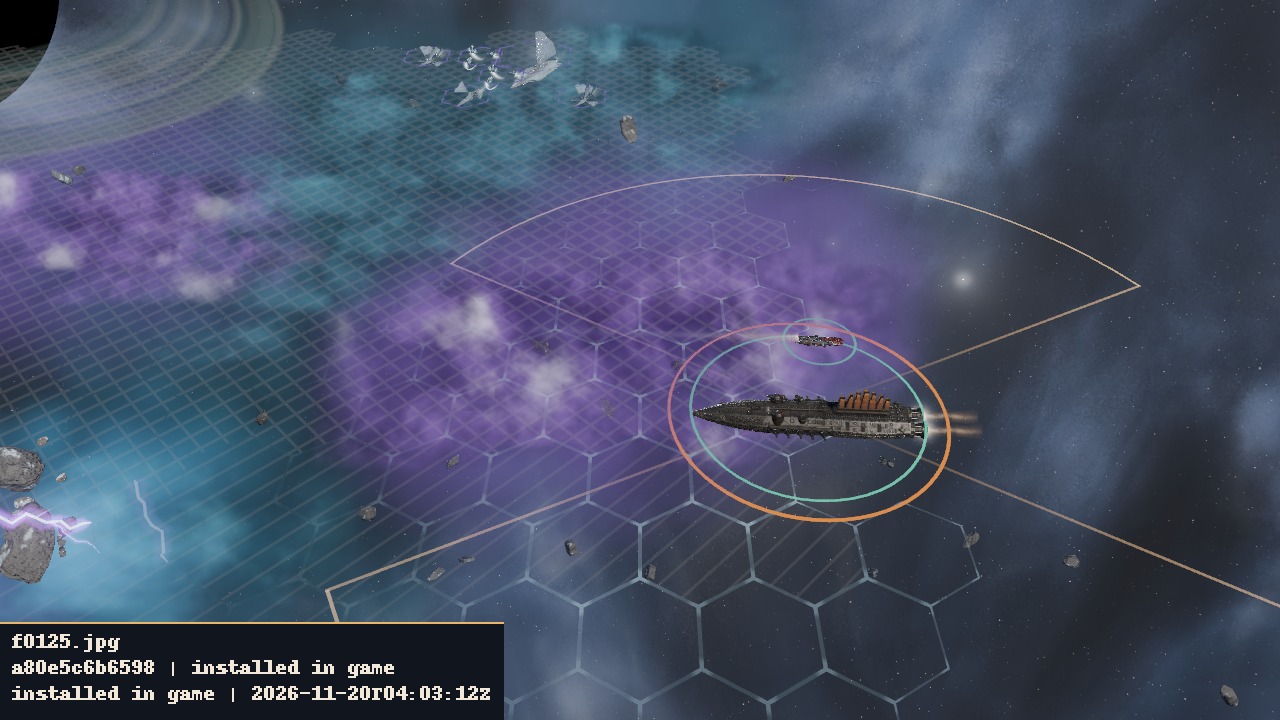 f0125.jpg
a80e5c6b6598 | installed in game
installed in game | 2026-11-20T04:03:12Z